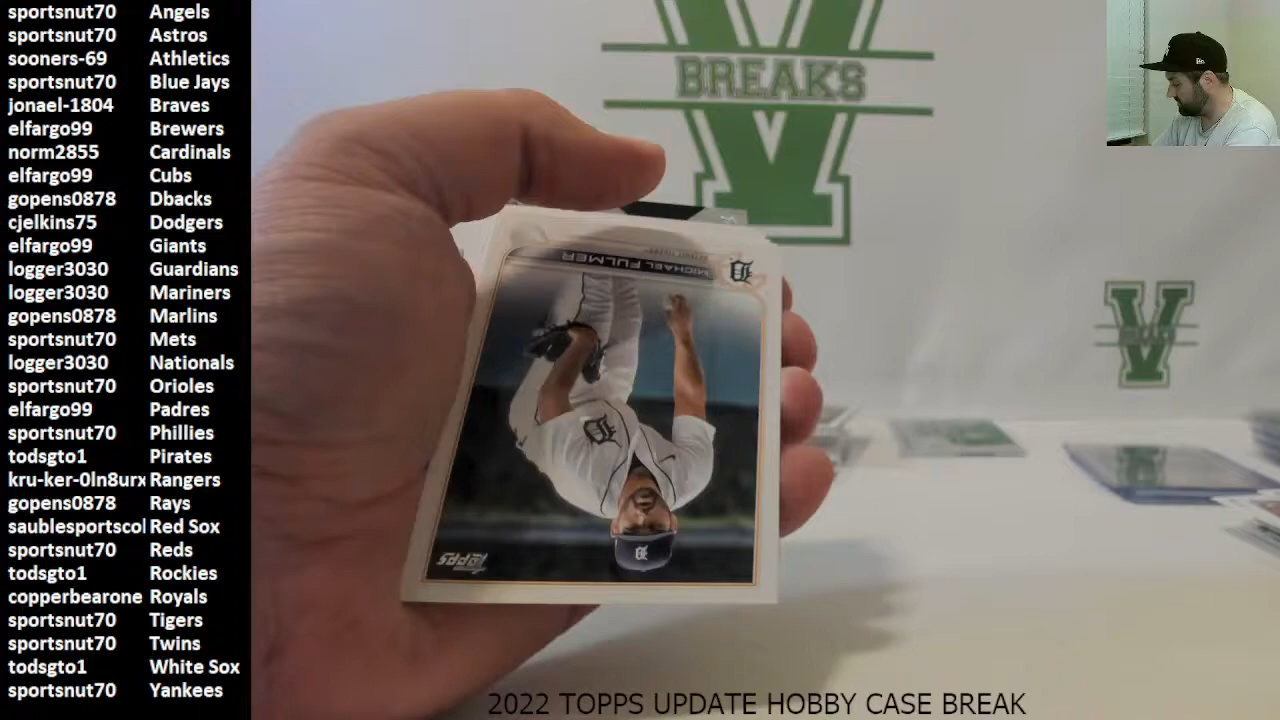 sportsnut70 Angels
sportsnut70 Astros
sooners-69 Athletics
sportsnut70 Blue Jays
jonael-1804 Braves
elfargo99 Brewers
norm2855 Cardinals
elfargo99 Cubs
gopens0878 Dbacks
cjelkins75 Dodgers
elfargo99 Giants
logger3030 Guardians
logger3030 Mariners
gopens0878 Marlins
sportsnut70 Mets
logger3030 Nationals
sportsnut70 Orioles
elfargo99 Padres
sportsnut70 Phillies
todsgto1 Pirates
kru-ker-0ln8urx Rangers
gopens0878 Rays
saublesportscol Red Sox
sportsnut70 Reds
todsgto1 Rockies
copperbearone Royals
sportsnut70 Tigers
sportsnut70 Twins
todsgto1 White Sox
sportsnut70 Yankees
V
BREAKS
MICHAEL FULMER
D
TOPPS
V
2022 TOPPS UPDATE HOBBY CASE BREAK